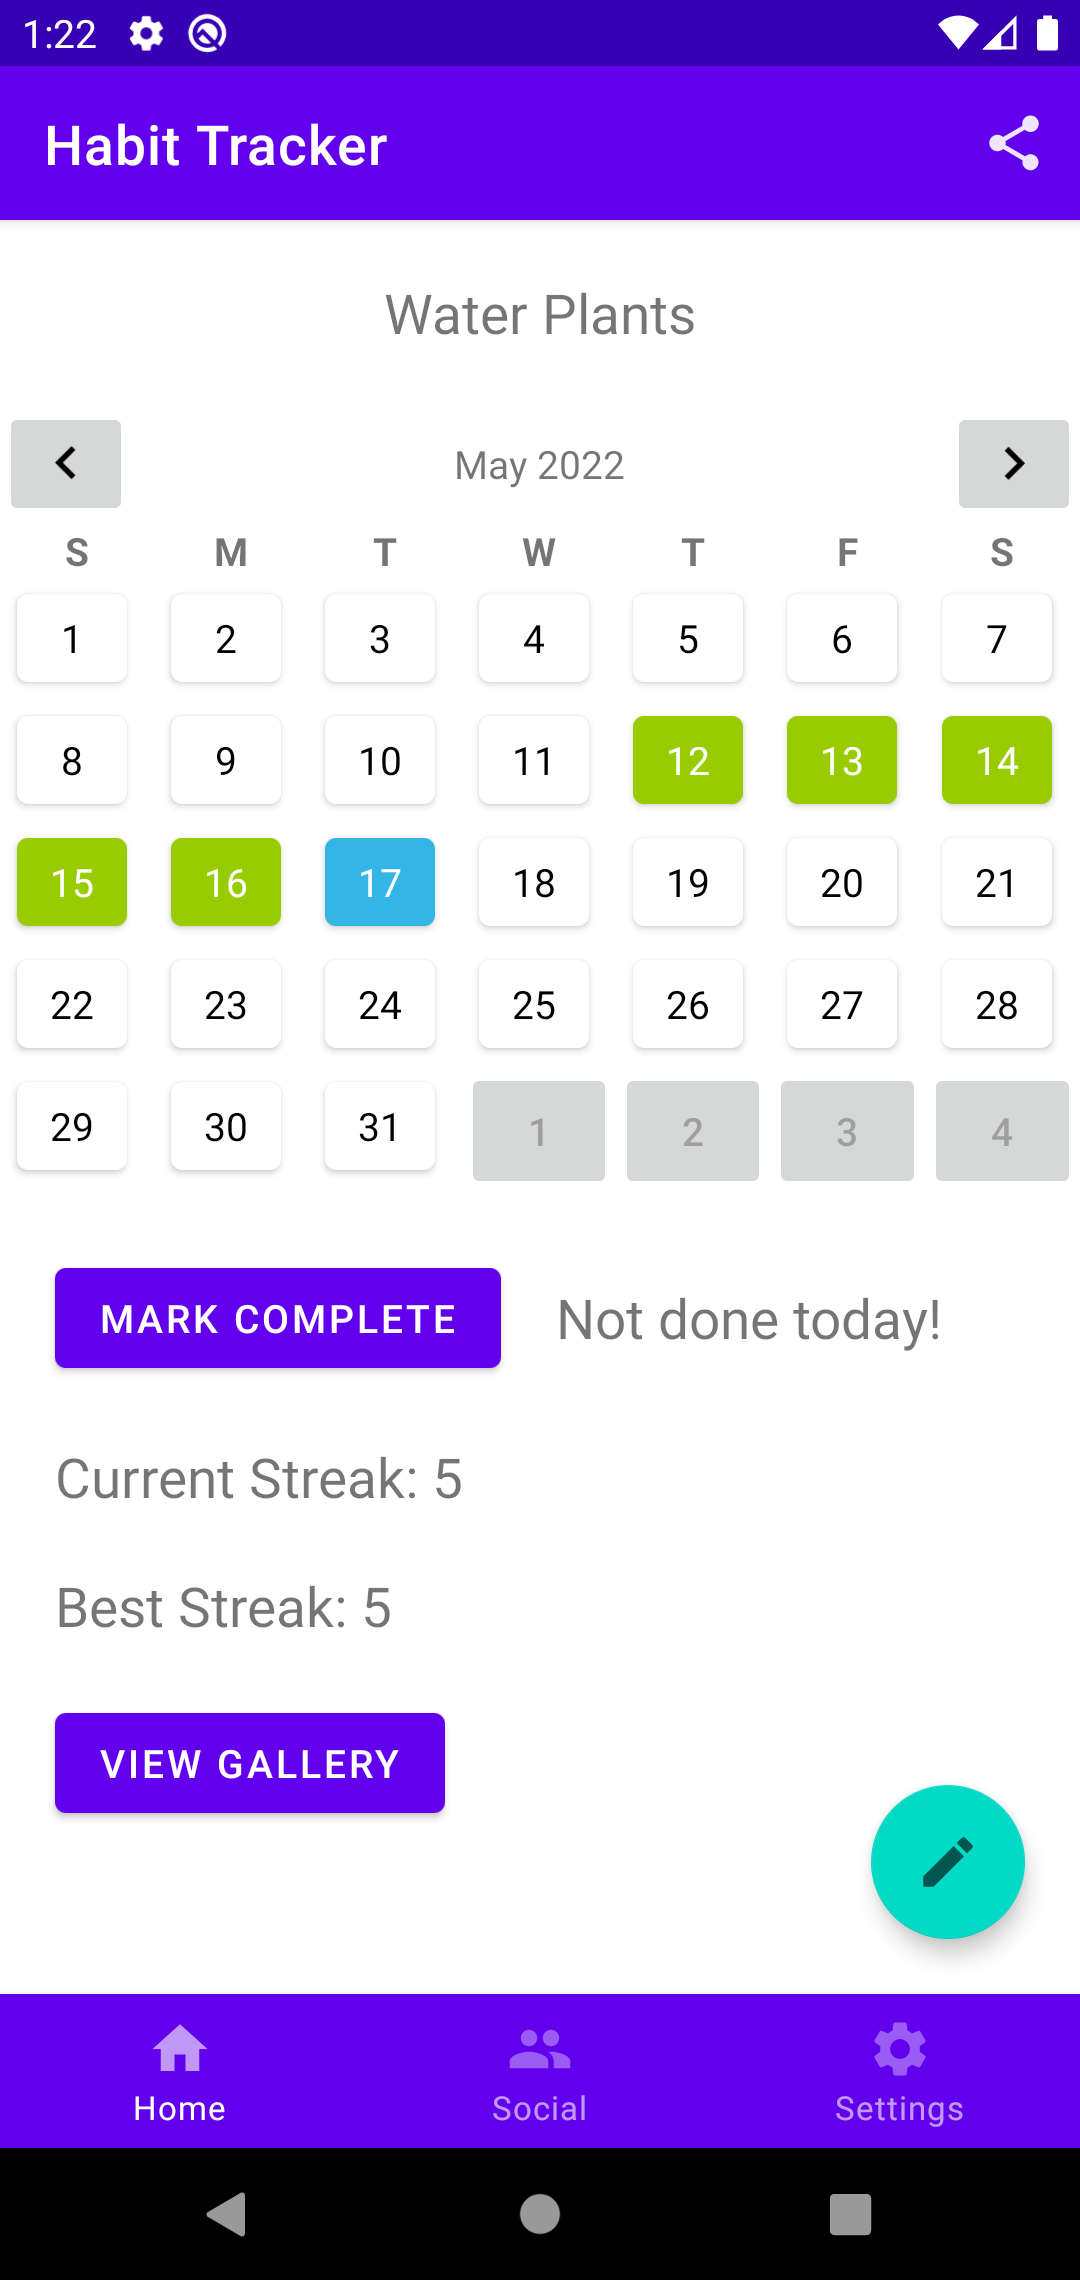 1:22
Habit Tracker
Water Plants
May 2022
S M T W T F S
1 2 3 4 5 6 7
8 9 10 11 12 13 14
15 16 17 18 19 20 21
22 23 24 25 26 27 28
29 30 31 1 2 3 4
MARK COMPLETE Not done today!
Current Streak: 5
Best Streak: 5
VIEW GALLERY
Home Social Settings